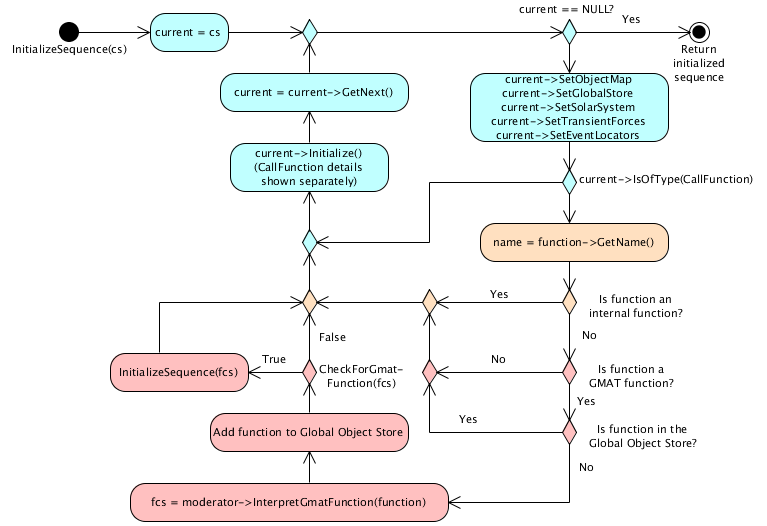 current == NULL?
Yes
InitializeSequence(cs)
current = cs
Return
initialized
sequence
current = current->GetNext()
current->SetObjectMap
current->SetGlobalStore
current->SetSolarSystem
current->SetTransientForces
current->SetEventLocators
current->Initialize()
(CallFunction details
shown separately)
current->IsOfType(CallFunction)
name = function->GetName()
Yes
Is function an
internal function?
No
False
True
InitializeSequence(fcs)
CheckForGmat-
Function(fcs)
No
Is function a
GMAT function?
Yes
Add function to Global Object Store
Yes
Is function in the
Global Object Store?
No
fcs = moderator->InterpretGmatFunction(function)